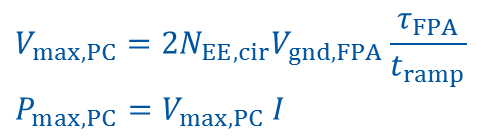 V_max,PC = 2N_EE,cir V_gnd,FPA τ_FPA / t_ramp
P_max,PC = V_max,PC I